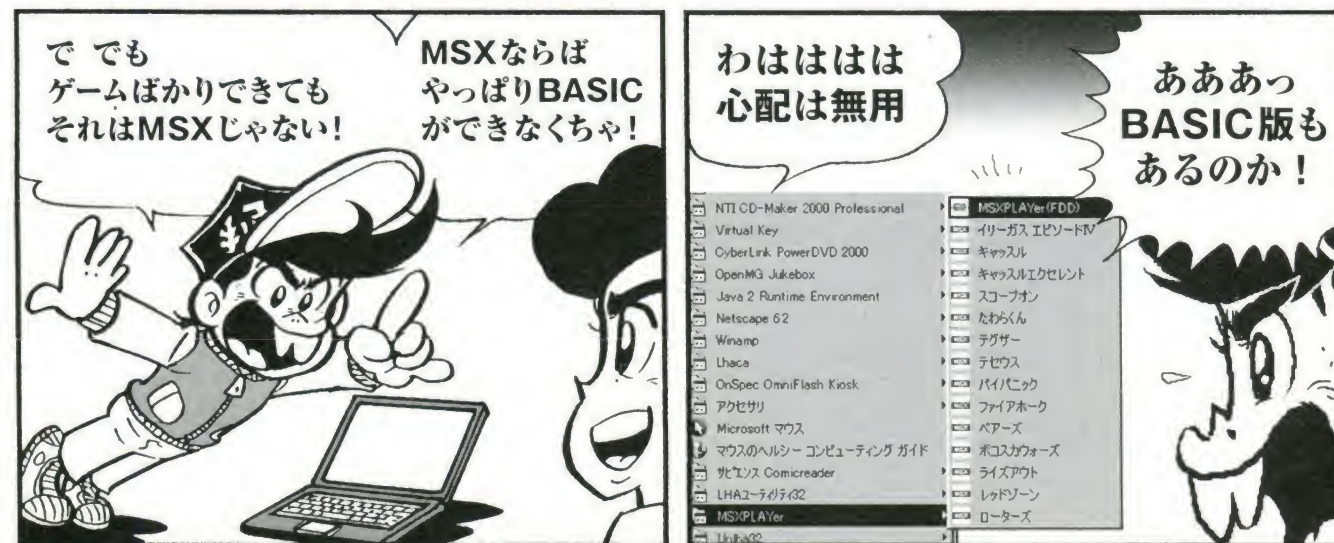 で でも
ゲームばかりできても
それはMSXじゃない!
MSXならば
やっぱりBASIC
ができなくちゃ!
わはははは
心配は無用
あああっ
BASIC版も
あるのか!
NTI CD-Maker 2000 Professional
Virtual Key
CyberLink PowerDVD 2000
OpenMG Jukebox
Java 2 Runtime Environment
Netscape 6.2
Winamp
Lhaca
OnSpec OmniFlash Kiosk
アクセサリ
Microsoft マウス
マウスのヘルシー コンピューティング ガイド
サピエンス Comicreader
LHAユーティリティ32
MSXPLAYer
Unlha32
MSXPLAYer(FDD)
イリーガス エピソードIV
キャッスル
キャッスルエクセレント
スコープオン
たわらくん
テグザー
テセウス
パイパニック
ファイアホーク
ペアーズ
ボコスカウォーズ
ライズアウト
レッドゾーン
ローターズ